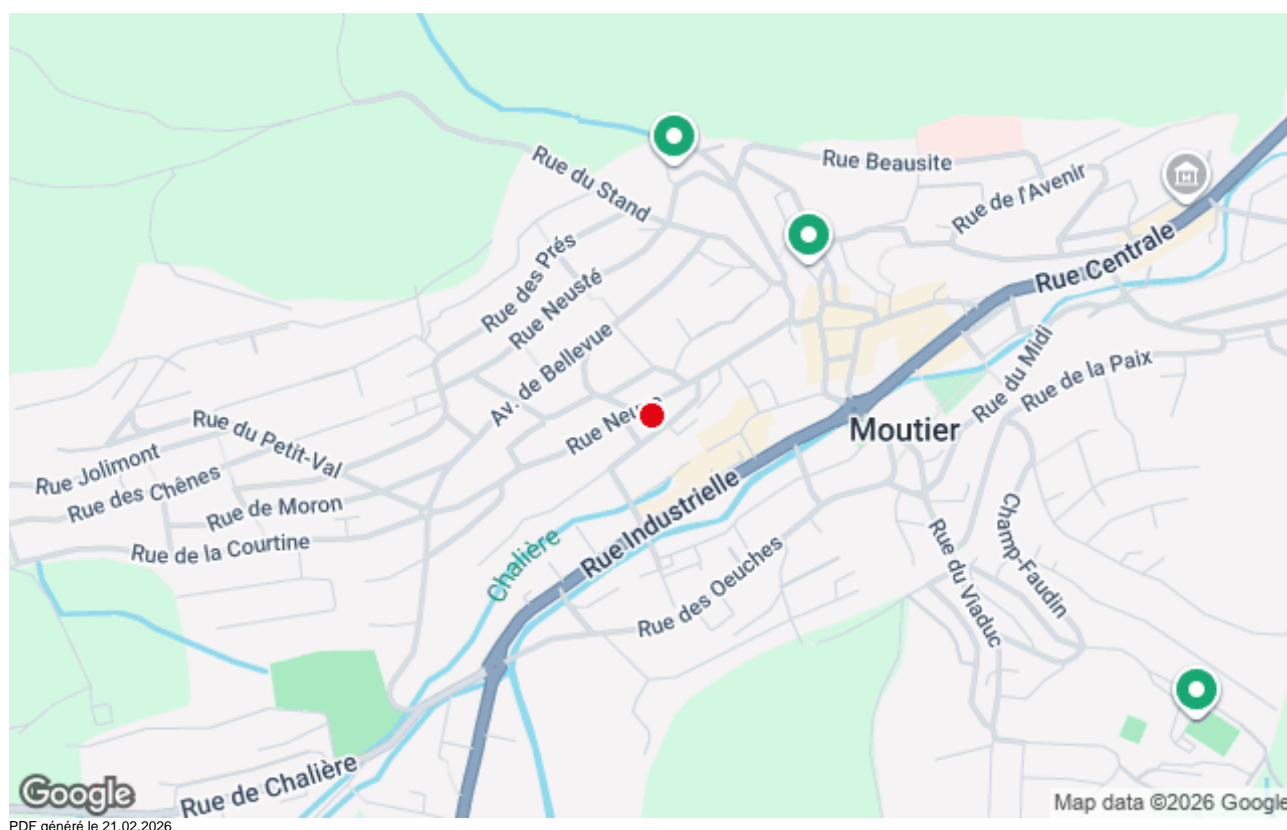 Rue Beausite
Rue du Stand
Rue de l'Avenir
Rue des Prés
Rue Centrale
Rue Neusté
Av. de Bellevue
Rue du Midi
Rue de la Paix
Rue du Petit-Val
Moutier
Rue Jolimont
Rue des Chênes
Rue de Moron
Rue de la Courtine
Rue Industrielle
Chalière
Champ-Faudin
Rue des Oeuches
Rue du Viaduc
Rue de Chalière
Google
Map data ©2026 Google
PDF généré le 21.02.2026